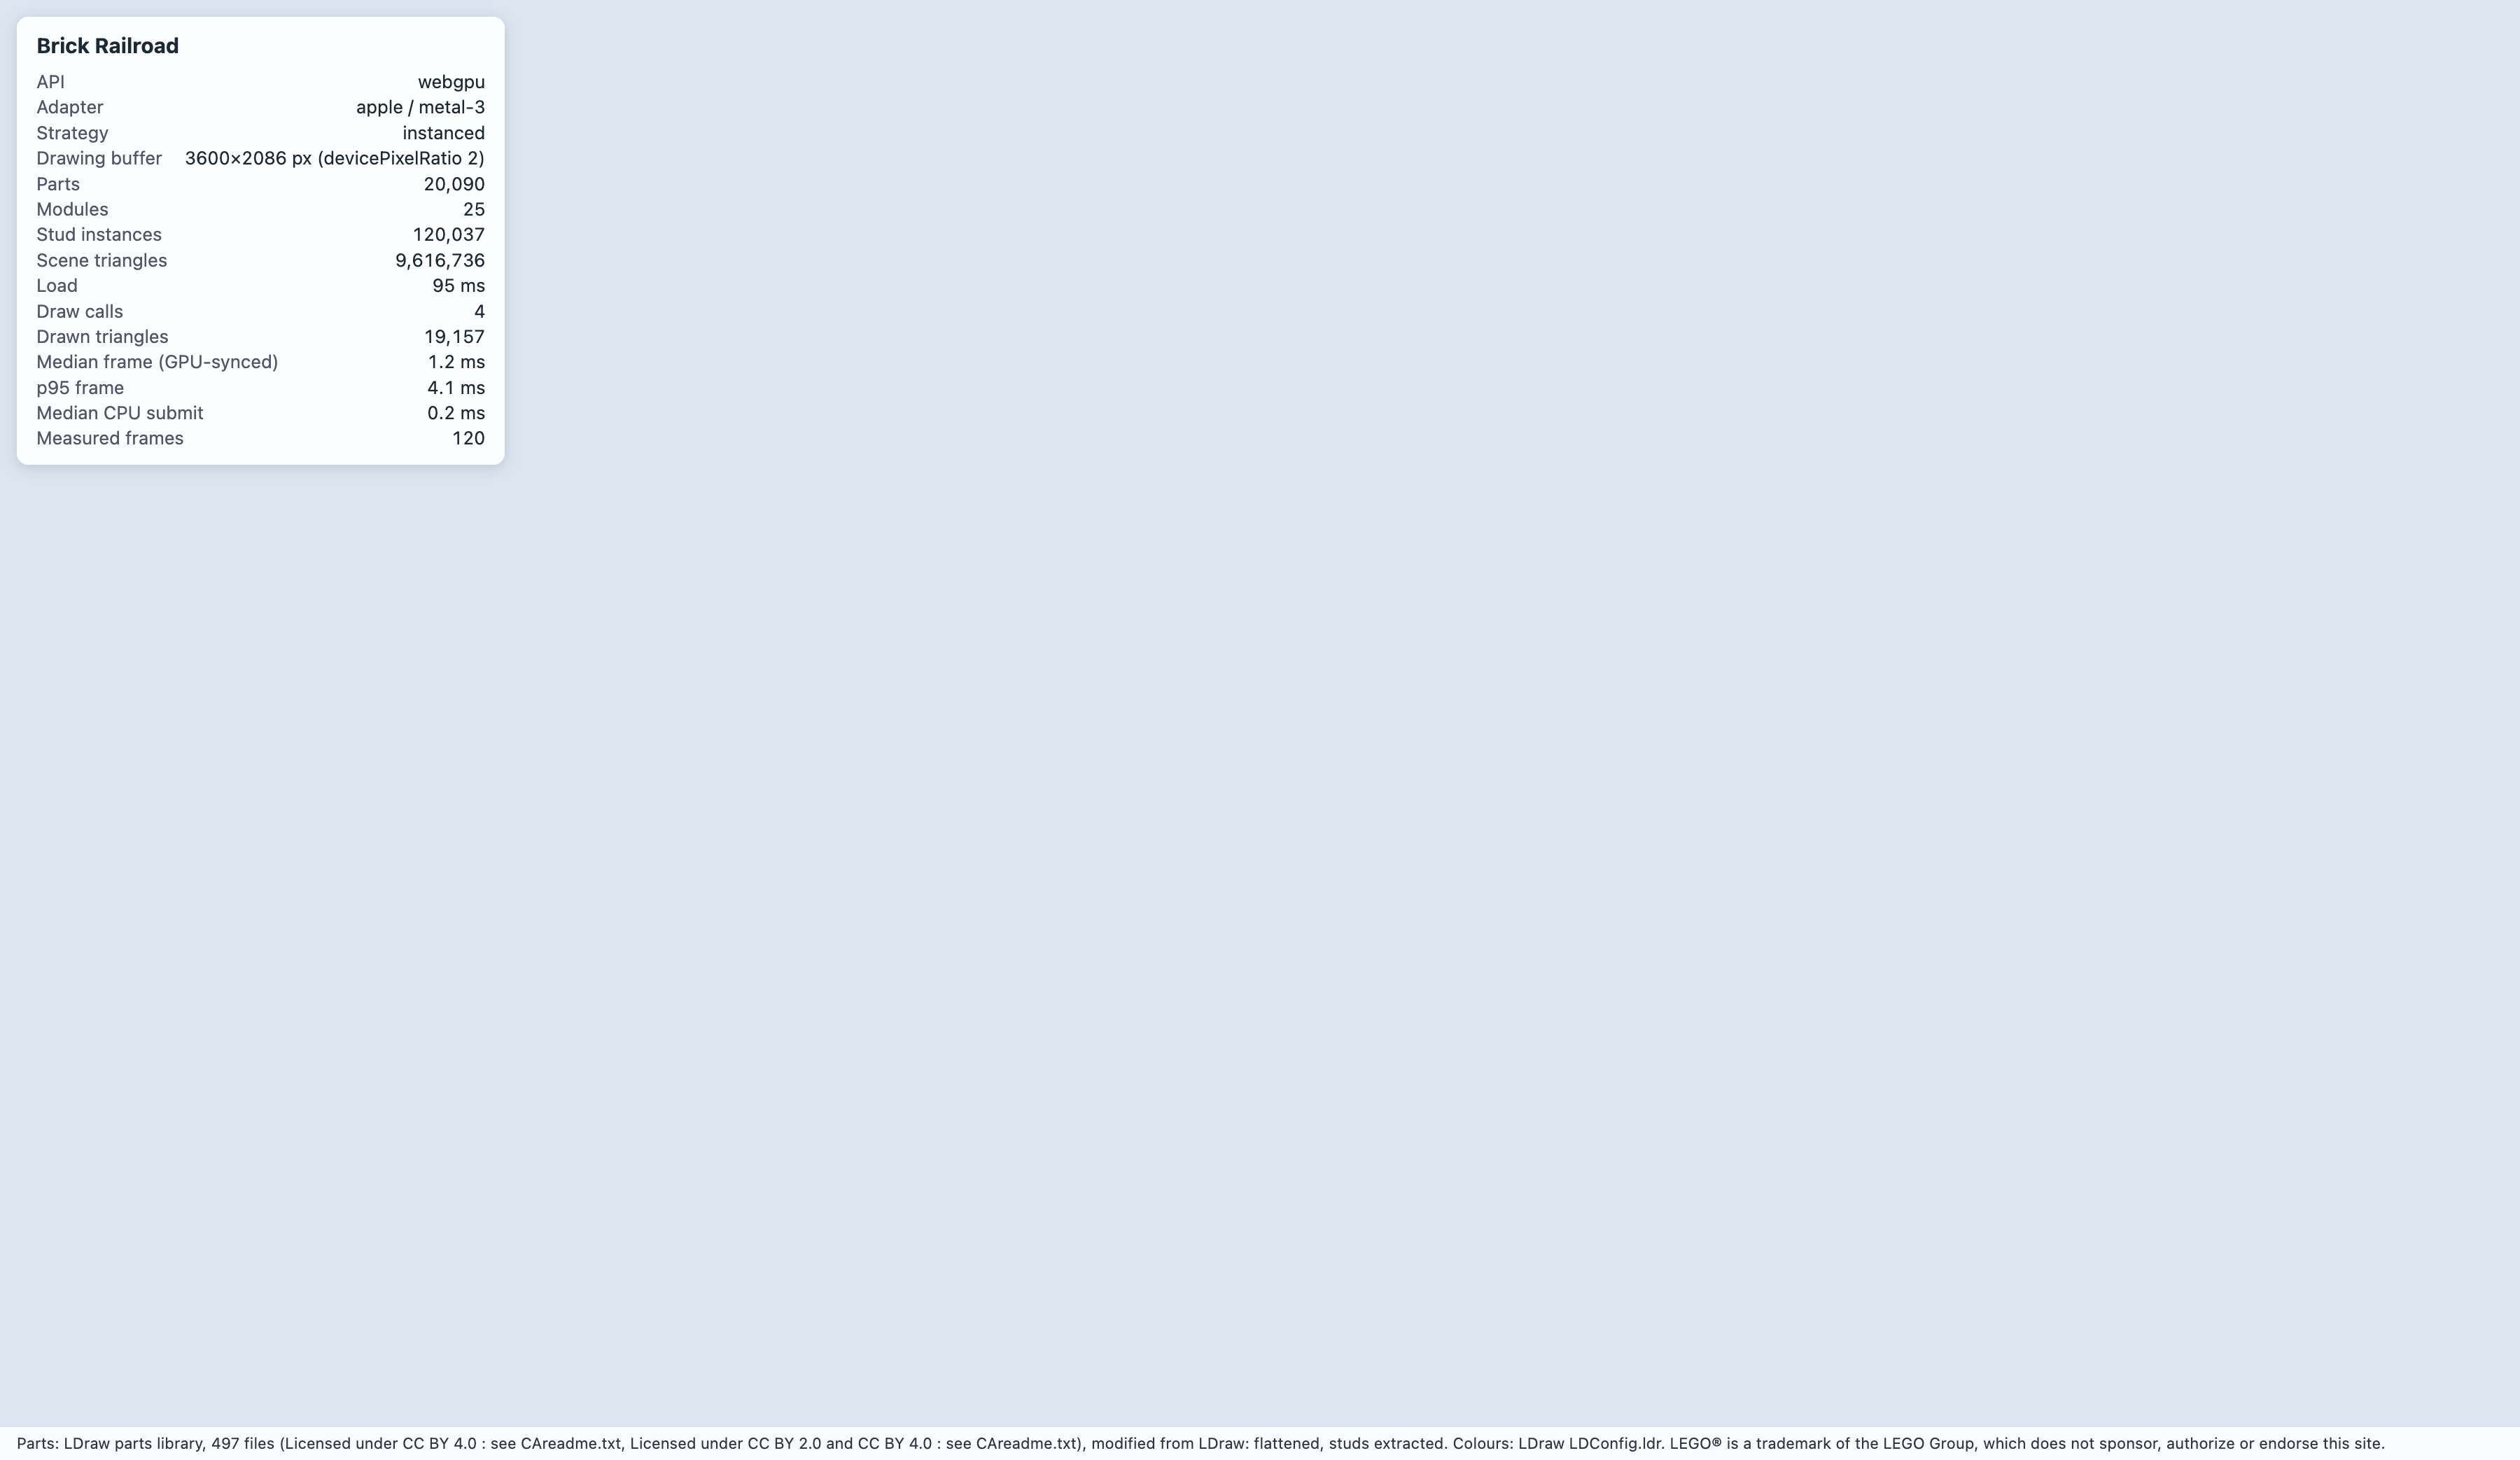 Brick Railroad
API webgpu
Adapter apple / metal-3
Strategy instanced
Drawing buffer 3600×2086 px (devicePixelRatio 2)
Parts 20,090
Modules 25
Stud instances 120,037
Scene triangles 9,616,736
Load 95 ms
Draw calls 4
Drawn triangles 19,157
Median frame (GPU-synced) 1.2 ms
p95 frame 4.1 ms
Median CPU submit 0.2 ms
Measured frames 120
Parts: LDraw parts library, 497 files (Licensed under CC BY 4.0 : see CAreadme.txt, Licensed under CC BY 2.0 and CC BY 4.0 : see CAreadme.txt), modified from LDraw: flattened, studs extracted. Colours: LDraw LDConfig.ldr. LEGO® is a trademark of the LEGO Group, which does not sponsor, authorize or endorse this site.